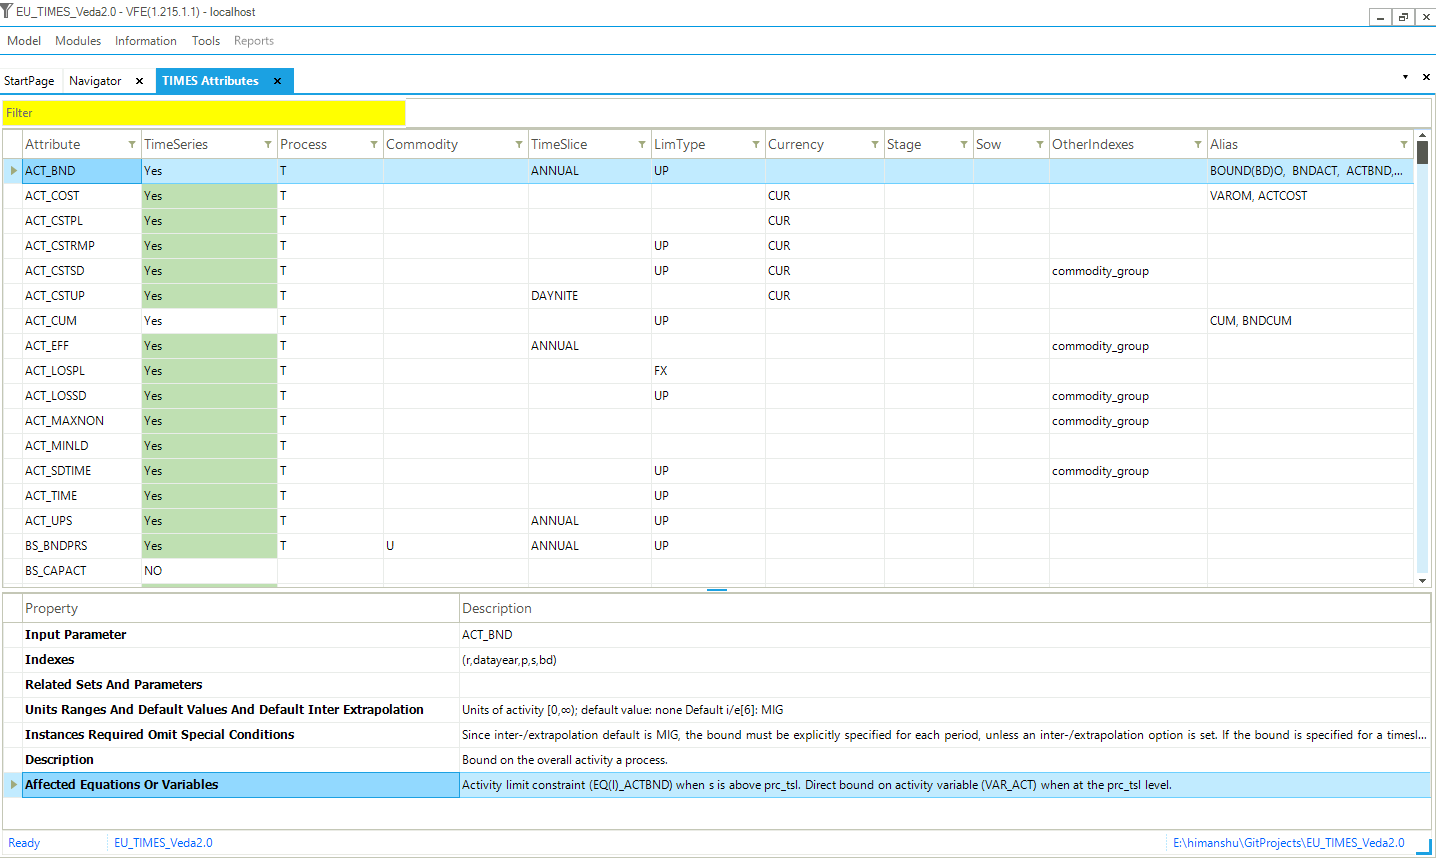 EU_TIMES_Veda2.0 - VFE(1.215.1.1) - localhost
Model Modules Information Tools Reports
StartPage Navigator × TIMES Attributes ×
Filter
Attribute TimeSeries Process Commodity TimeSlice LimType Currency Stage Sow OtherIndexes Alias
ACT_BND Yes T ANNUAL UP BOUND(BD)O, BNDACT, ACTBND,...
ACT_COST Yes T CUR VAROM, ACTCOST
ACT_CSTPL Yes T CUR
ACT_CSTRMP Yes T UP CUR
ACT_CSTSD Yes T UP CUR commodity_group
ACT_CSTUP Yes T DAYNITE CUR
ACT_CUM Yes T UP CUM, BNDCUM
ACT_EFF Yes T ANNUAL commodity_group
ACT_LOSPL Yes T FX
ACT_LOSSD Yes T UP commodity_group
ACT_MAXNON Yes T commodity_group
ACT_MINLD Yes T
ACT_SDTIME Yes T UP commodity_group
ACT_TIME Yes T UP
ACT_UPS Yes T ANNUAL UP
BS_BNDPRS Yes T U ANNUAL UP
BS_CAPACT NO
Property Description
Input Parameter ACT_BND
Indexes (r,datayear,p,s,bd)
Related Sets And Parameters
Units Ranges And Default Values And Default Inter Extrapolation Units of activity [0,∞); default value: none Default i/e[6]: MIG
Instances Required Omit Special Conditions Since inter-/extrapolation default is MIG, the bound must be explicitly specified for each period, unless an inter-/extrapolation option is set. If the bound is specified for a timesl...
Description Bound on the overall activity a process.
Affected Equations Or Variables Activity limit constraint (EQ(l)_ACTBND) when s is above prc_tsl. Direct bound on activity variable (VAR_ACT) when at the prc_tsl level.
Ready EU_TIMES_Veda2.0 E:\himanshu\GitProjects\EU_TIMES_Veda2.0